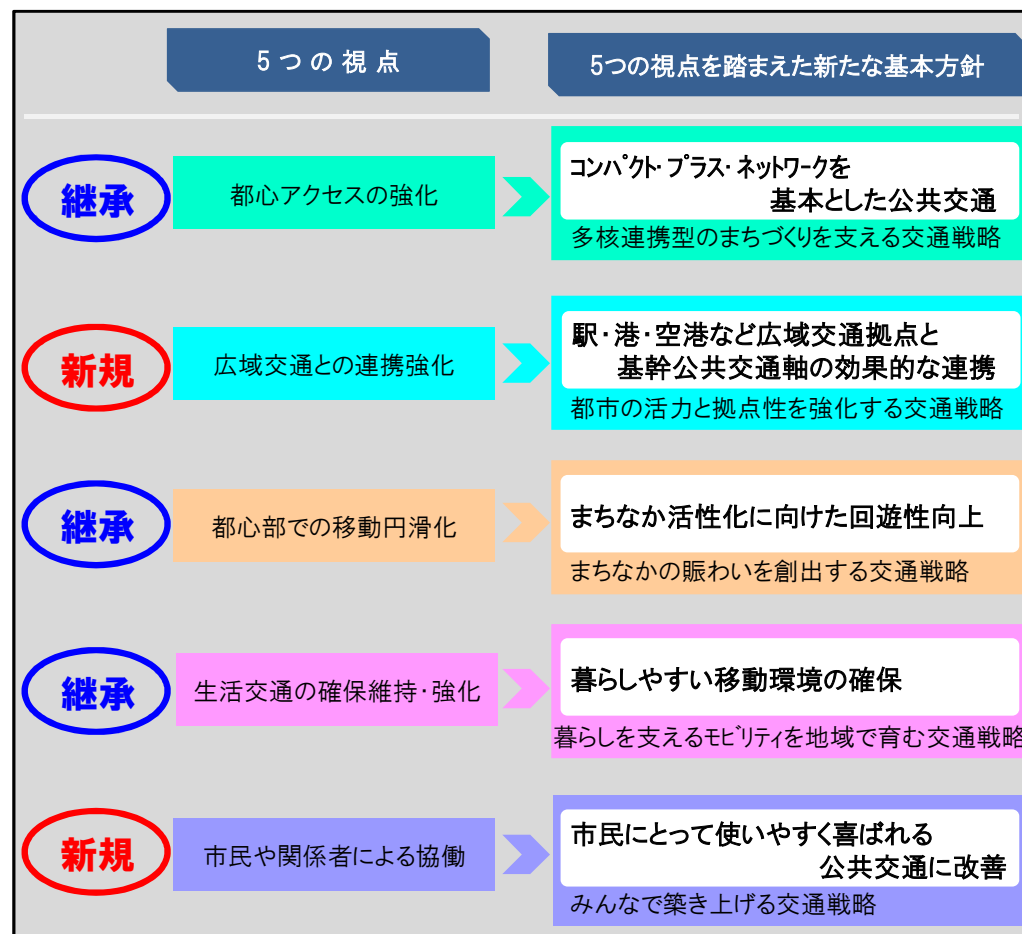 5つの視点
5つの視点を踏まえた新たな基本方針
継承
都心アクセスの強化
コンパクト・プラス・ネットワークを
基本とした公共交通
多核連携型のまちづくりを支える交通戦略
新規
広域交通との連携強化
駅・港・空港など広域交通拠点と
基幹公共交通軸の効果的な連携
都市の活力と拠点性を強化する交通戦略
継承
都心部での移動円滑化
まちなか活性化に向けた回遊性向上
まちなかの賑わいを創出する交通戦略
継承
生活交通の確保維持・強化
暮らしやすい移動環境の確保
暮らしを支えるモビリティを地域で育む交通戦略
新規
市民や関係者による協働
市民にとって使いやすく喜ばれる
公共交通に改善
みんなで築き上げる交通戦略